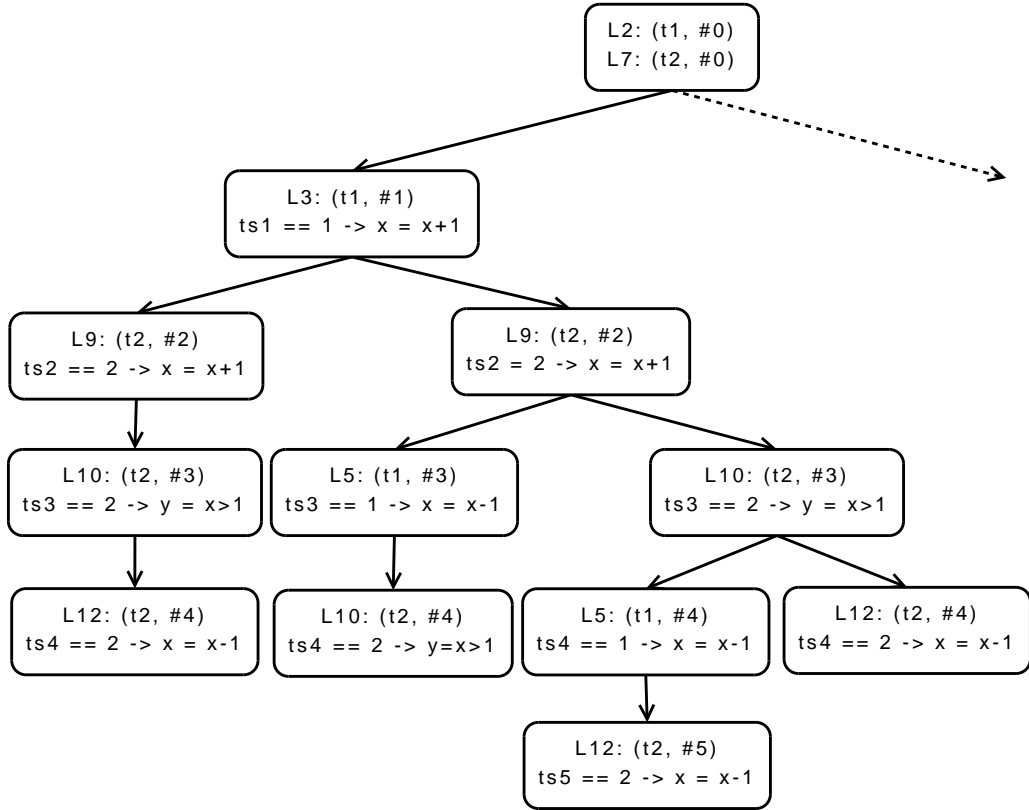 L2: (t1, #0)
L7: (t2, #0)
L3: (t1, #1)
ts1 == 1 -> x = x+1
L9: (t2, #2)
ts2 == 2 -> x = x+1
L9: (t2, #2)
ts2 = 2 -> x = x+1
L10: (t2, #3)
ts3 == 2 -> y = x>1
L5: (t1, #3)
ts3 == 1 -> x = x-1
L10: (t2, #3)
ts3 == 2 -> y = x>1
L12: (t2, #4)
ts4 == 2 -> x = x-1
L10: (t2, #4)
ts4 == 2 -> y=x>1
L5: (t1, #4)
ts4 == 1 -> x = x-1
L12: (t2, #4)
ts4 == 2 -> x = x-1
L12: (t2, #5)
ts5 == 2 -> x = x-1